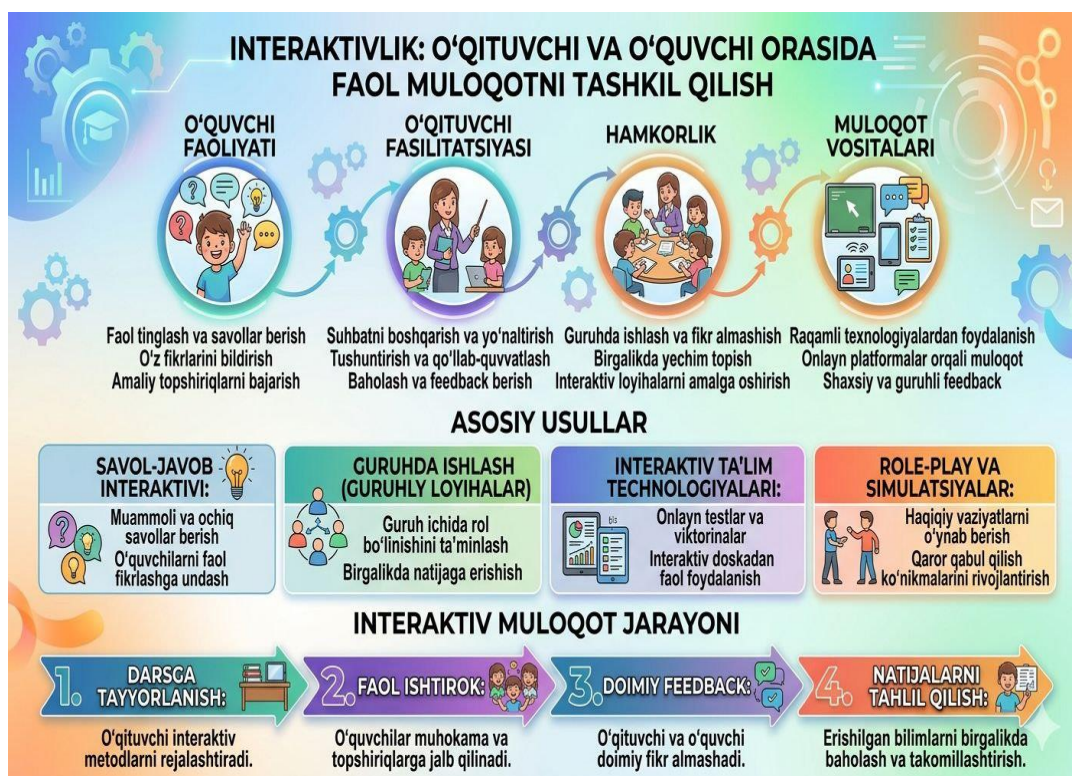 INTERAKTIVLIK: O‘QITUVCHI VA O‘QUVCHI ORASIDA
FAOL MULOQOTNI TASHKIL QILISH
O‘QUVCHI
FAOLIYATI
Faol tinglash va savollar berish
O‘z fikrlarini bildirish
Amaliy topshiriqlarni bajarish
O‘QITUVCHI
FASILITATSIYASI
Suhbatni boshqarish va yo‘naltirish
Tushuntirish va qo‘llab-quvvatlash
Baholash va feedback berish
HAMKORLIK
Guruhda ishlash va fikr almashish
Birgalikda yechim topish
Interaktiv loyihalarni amalga oshirish
MULOQOT
VOSITALARI
Raqamli texnologiyalardan foydalanish
Onlayn platformalar orqali muloqot
Shaxsiy va guruhli feedback
ASOSIY USULLAR
SAVOL-JAVOB
INTERAKTIVI:
Muammoli va ochiq
savollar berish
O‘quvchilarni faol
fikrlashga undash
GURUHDA ISHLASH
(GURUHLY LOYIHALAR)
Guruh ichida rol
bo‘linishini ta’minlash
Birgalikda natijaga erishish
INTERAKTIV TA’LIM
TECHNOLOGIYALARI:
Onlayn testlar va
viktorinalar
Interaktiv doskadan
faol foydalanish
ROLE-PLAY VA
SIMULATSIYALAR:
Haqiqiy vaziyatlarni
o‘ynab berish
Qaror qabul qilish
ko‘nikmalarini rivojlantirish
INTERAKTIV MULOQOT JARAYONI
1. DARSGA
TAYYORLANISH:
O‘qituvchi interaktiv
metodlarni rejalashtiradi.
2. FAOL ISHTIROK:
O‘quvchilar muhokama va
topshiriqlarga jalb qilinadi.
3. DOIMIY FEEDBACK:
O‘qituvchi va o‘quvchi
doimiy fikr almashadi.
4. NATIJALARNI
TAHLIL QILISH:
Erishilgan bilimlarni birgalikda
baholash va takomillashtirish.